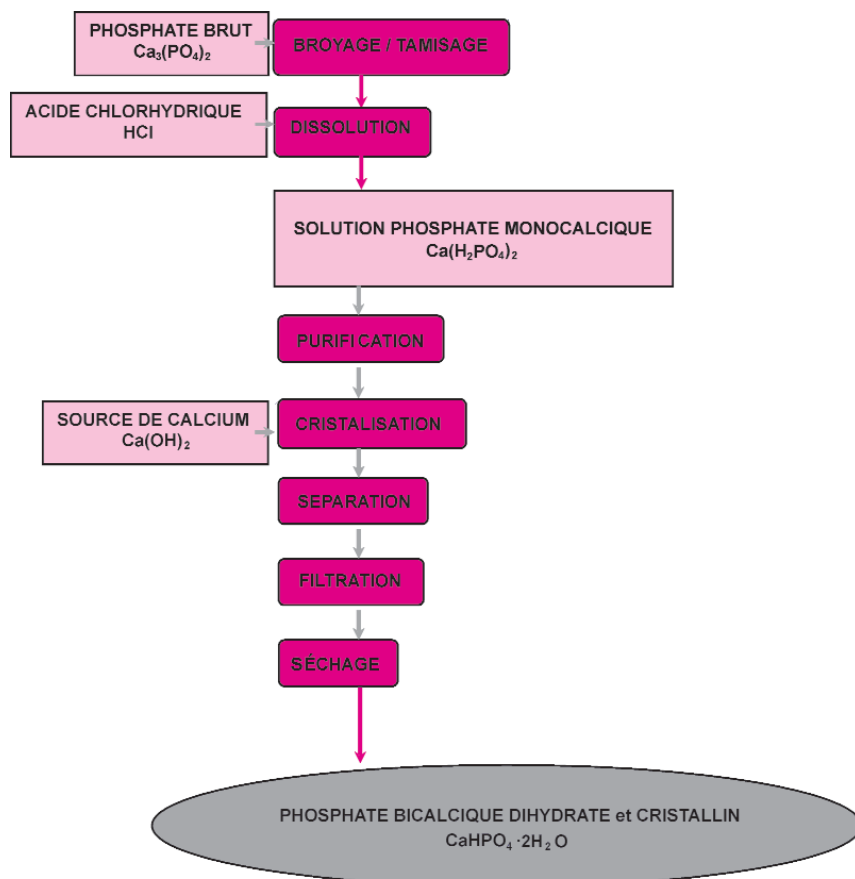 PHOSPHATE BRUT
Ca₃(PO₄)₂
BROYAGE / TAMISAGE
ACIDE CHLORHYDRIQUE
HCI
DISSOLUTION
SOLUTION PHOSPHATE MONOCALCIQUE
Ca(H₂PO₄)₂
PURIFICATION
SOURCE DE CALCIUM
Ca(OH)₂
CRISTALISATION
SEPARATION
FILTRATION
SÉCHAGE
PHOSPHATE BICALCIQUE DIHYDRATE et CRISTALLIN
CaHPO₄ ·2H₂O